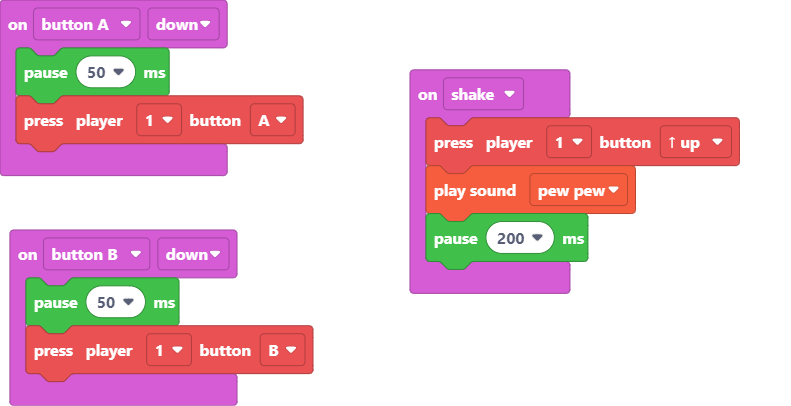 on button A down
pause 50 ms
press player 1 button A
on shake
press player 1 button ↑ up
play sound pew pew
pause 200 ms
on button B down
pause 50 ms
press player 1 button B